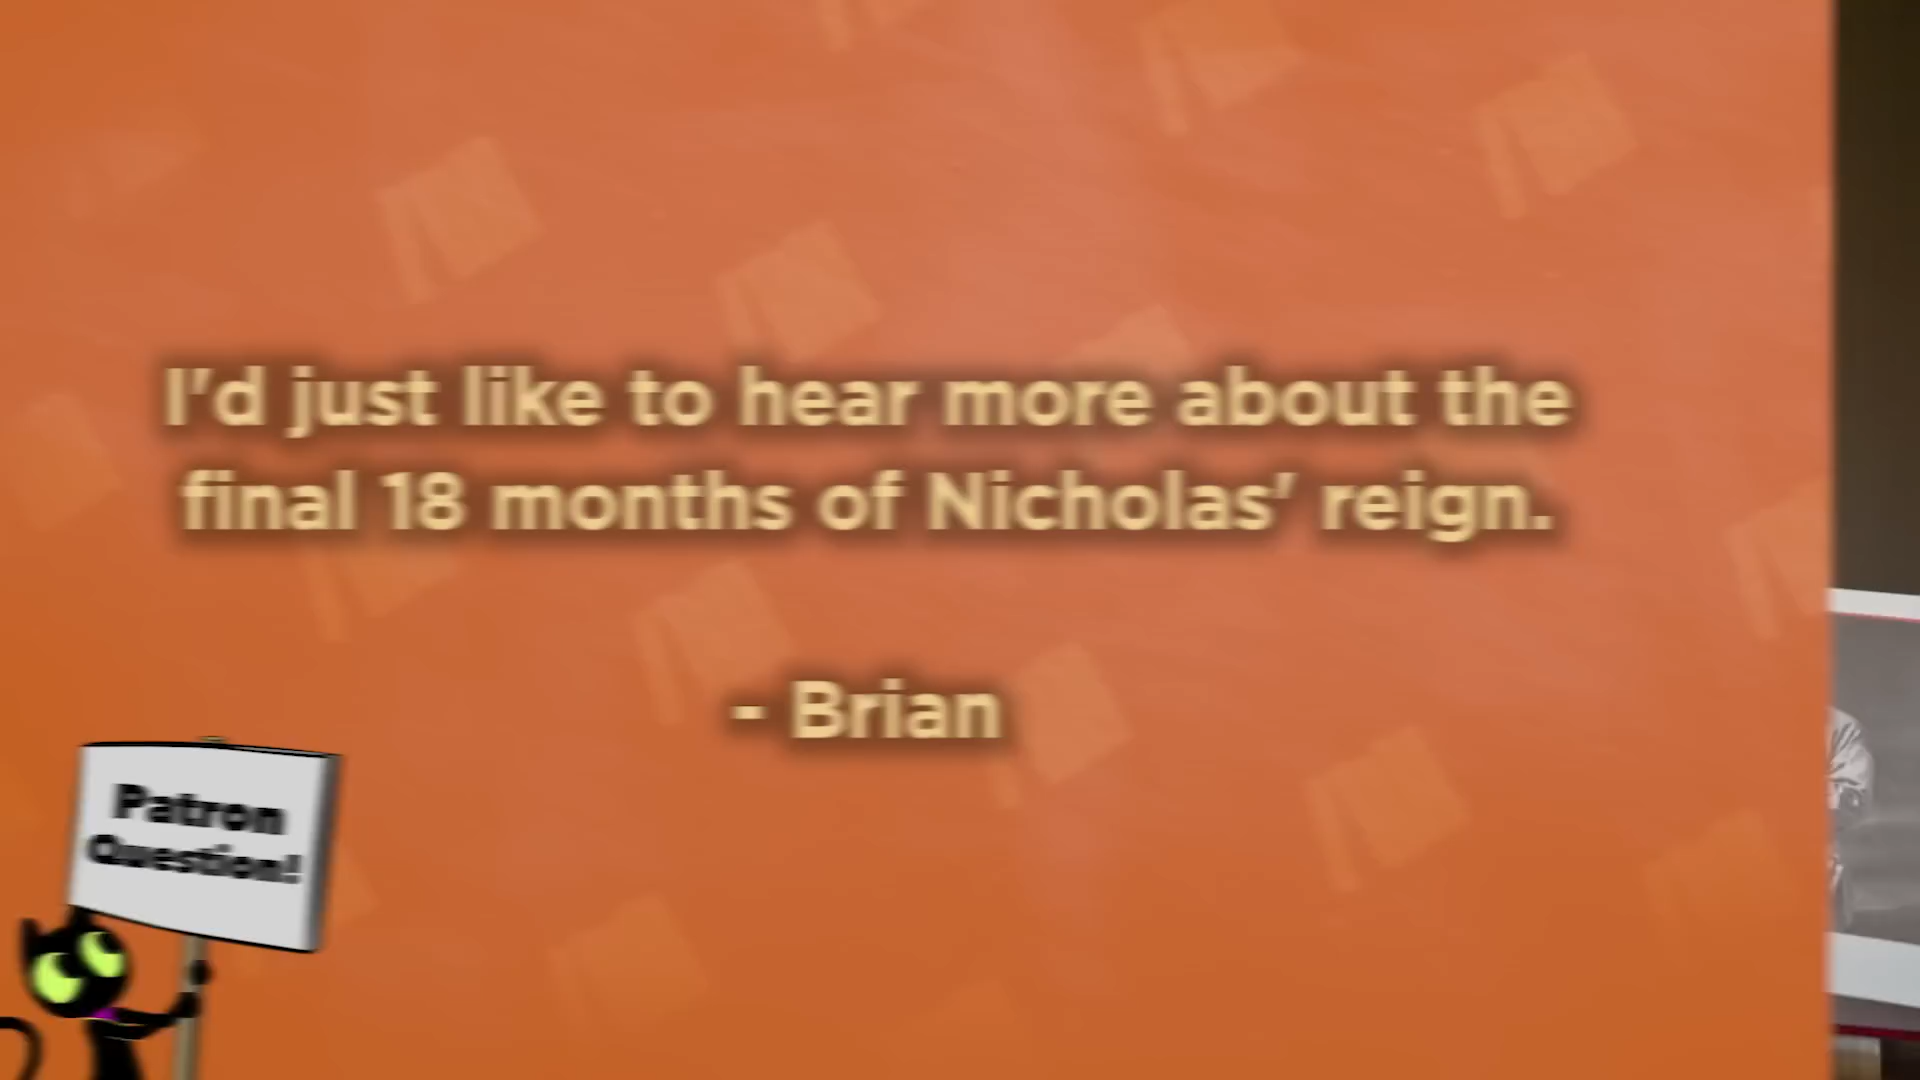 I'd just like to hear more about the
final 18 months of Nicholas' reign.
- Brian
Patron
Question!